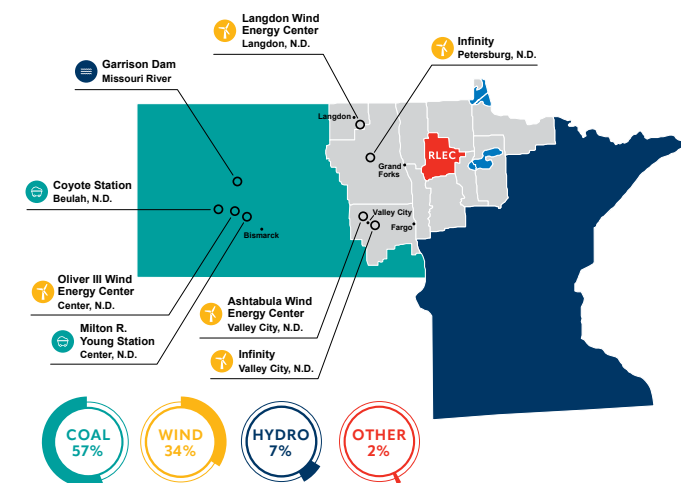 Langdon Wind
Energy Center
Langdon, N.D.
Infinity
Petersburg, N.D.
Garrison Dam
Missouri River
Langdon
RLEC
Grand
Forks
Coyote Station
Beulah, N.D.
Valley City
Fargo
Bismarck
Oliver III Wind
Energy Center
Center, N.D.
Ashtabula Wind
Energy Center
Valley City, N.D.
Milton R.
Young Station
Center, N.D.
Infinity
Valley City, N.D.
COAL
57%
WIND
34%
HYDRO
7%
OTHER
2%